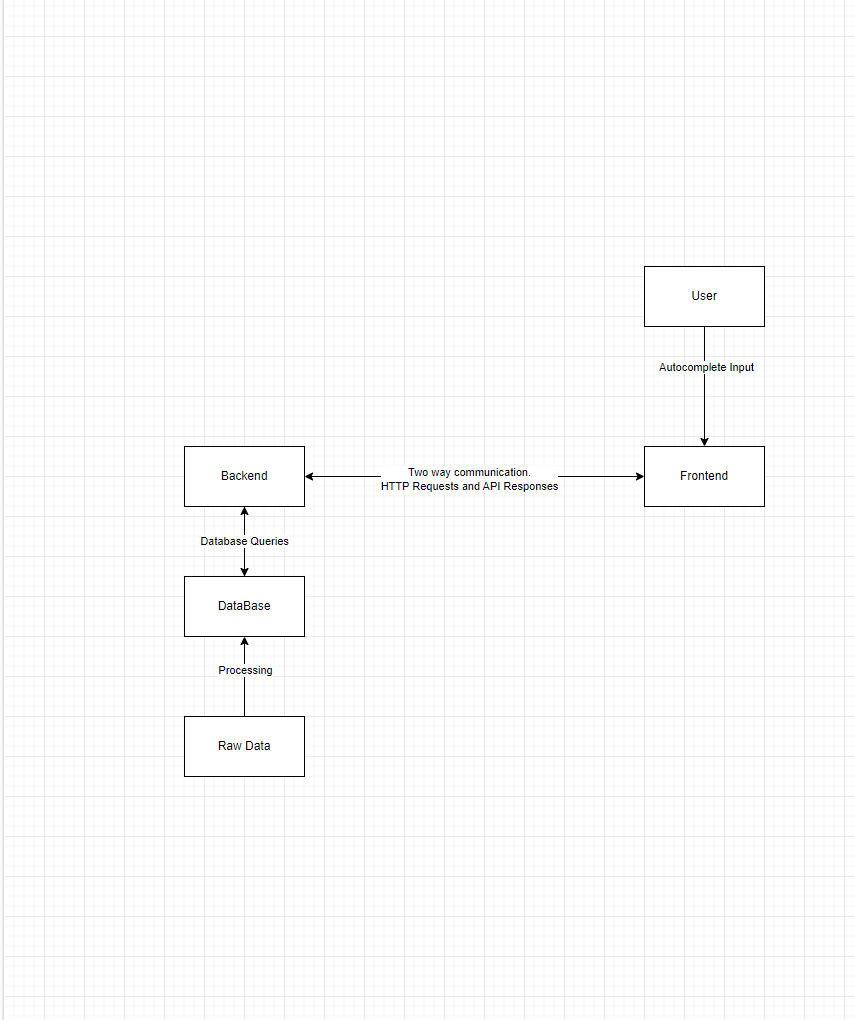 User
Autocomplete Input
Backend
Two way communication.
HTTP Requests and API Responses
Frontend
Database Queries
DataBase
Processing
Raw Data